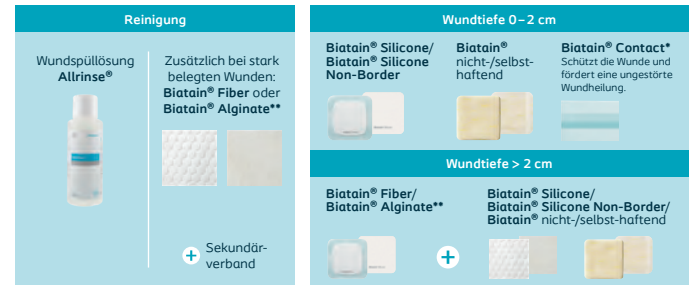 Reinigung
Wundspüllösung
Allrinse®
Zusätzlich bei stark
belegten Wunden:
Biatain® Fiber oder
Biatain® Alginate**
+ Sekundär-
verband
Wundtiefe 0–2 cm
Biatain® Silicone/
Biatain® Silicone
Non-Border
Biatain®
nicht-/selbst-
haftend
Biatain® Contact*
Schützt die Wunde und
fördert eine ungestörte
Wundheilung.
Wundtiefe > 2 cm
Biatain® Fiber/
Biatain® Alginate**
+
Biatain® Silicone/
Biatain® Silicone Non-Border/
Biatain® nicht-/selbst-haftend